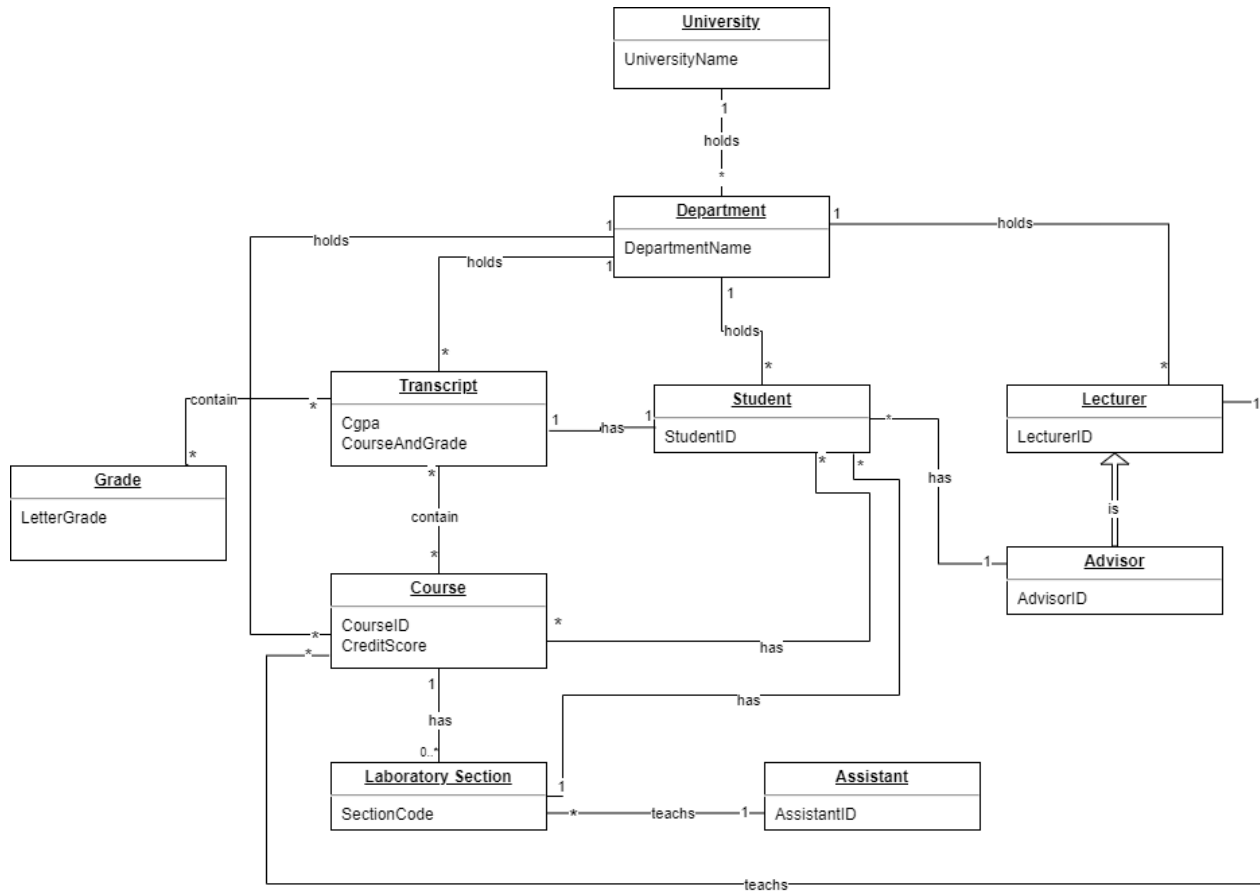 University
UniversityName
1
holds
*
Department
DepartmentName
1
holds
1
holds
1
holds
1
holds
*
*
*
Transcript
Cgpa
CourseAndGrade
contain
*
*
1
has
1
Student
StudentID
*
*
*
Lecturer
LecturerID
1
Grade
LetterGrade
*
contain
*
has
is
Advisor
AdvisorID
1
Course
CourseID
CreditScore
*
*
*
has
1
has
0..*
has
Laboratory Section
SectionCode
1
*
teachs
1
Assistant
AssistantID
teachs